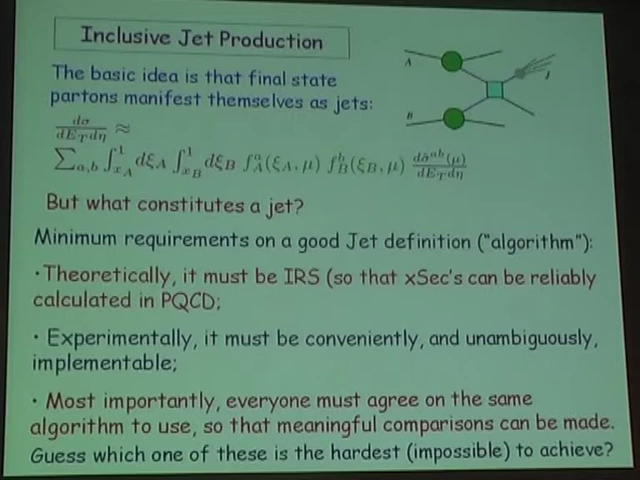 Inclusive Jet Production
A
J
B
The basic idea is that final state
partons manifest themselves as jets:
dσ/dE_T dη ≈
∑_{a,b} ∫_{x_A}^1 dξ_A ∫_{x_B}^1 dξ_B f_A^a(ξ_A, μ) f_B^b(ξ_B, μ) dσ̂^{ab}(μ)/dE_T dη
But what constitutes a jet?
Minimum requirements on a good Jet definition ("algorithm"):
•Theoretically, it must be IRS (so that xSec's can be reliably
calculated in PQCD;
• Experimentally, it must be conveniently, and unambiguously,
implementable;
• Most importantly, everyone must agree on the same
algorithm to use, so that meaningful comparisons can be made.
Guess which one of these is the hardest (impossible) to achieve?